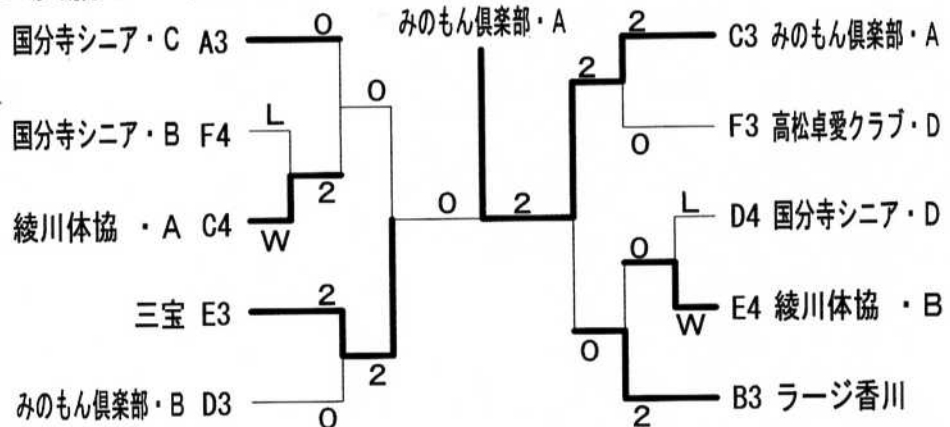 みのもん倶楽部・A
国分寺シニア・C A3
0
0
国分寺シニア・B F4
L
2
綾川体協 ・A C4
W
三宝 E3
2
2
みのもん倶楽部・B D3
0
0
2
2
C3 みのもん倶楽部・A
2
F3 高松卓愛クラブ・D
0
L
D4 国分寺シニア・D
0
W
E4 綾川体協 ・B
0
B3 ラージ香川
2